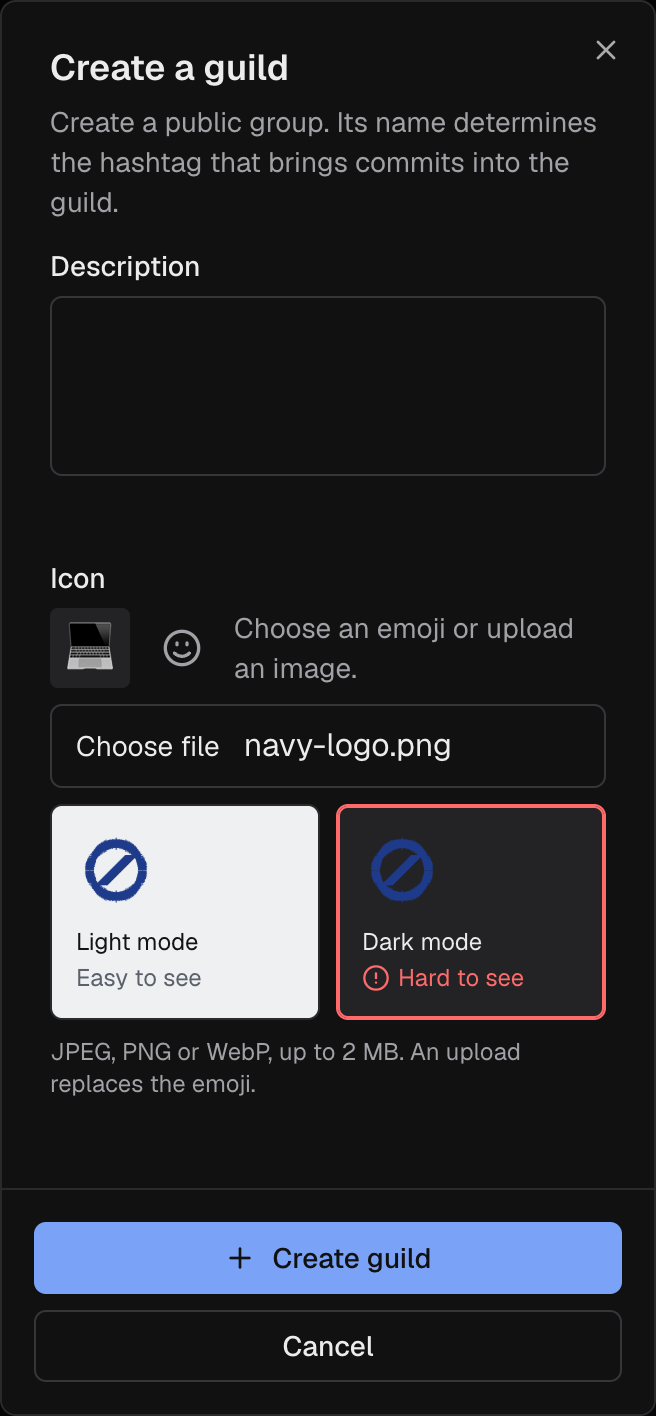 Create a guild
Create a public group. Its name determines
the hashtag that brings commits into the
guild.
Description
Icon
Choose an emoji or upload
an image.
Choose file navy-logo.png
Light mode
Easy to see
Dark mode
Hard to see
JPEG, PNG or WebP, up to 2 MB. An upload
replaces the emoji.
Create guild
Cancel